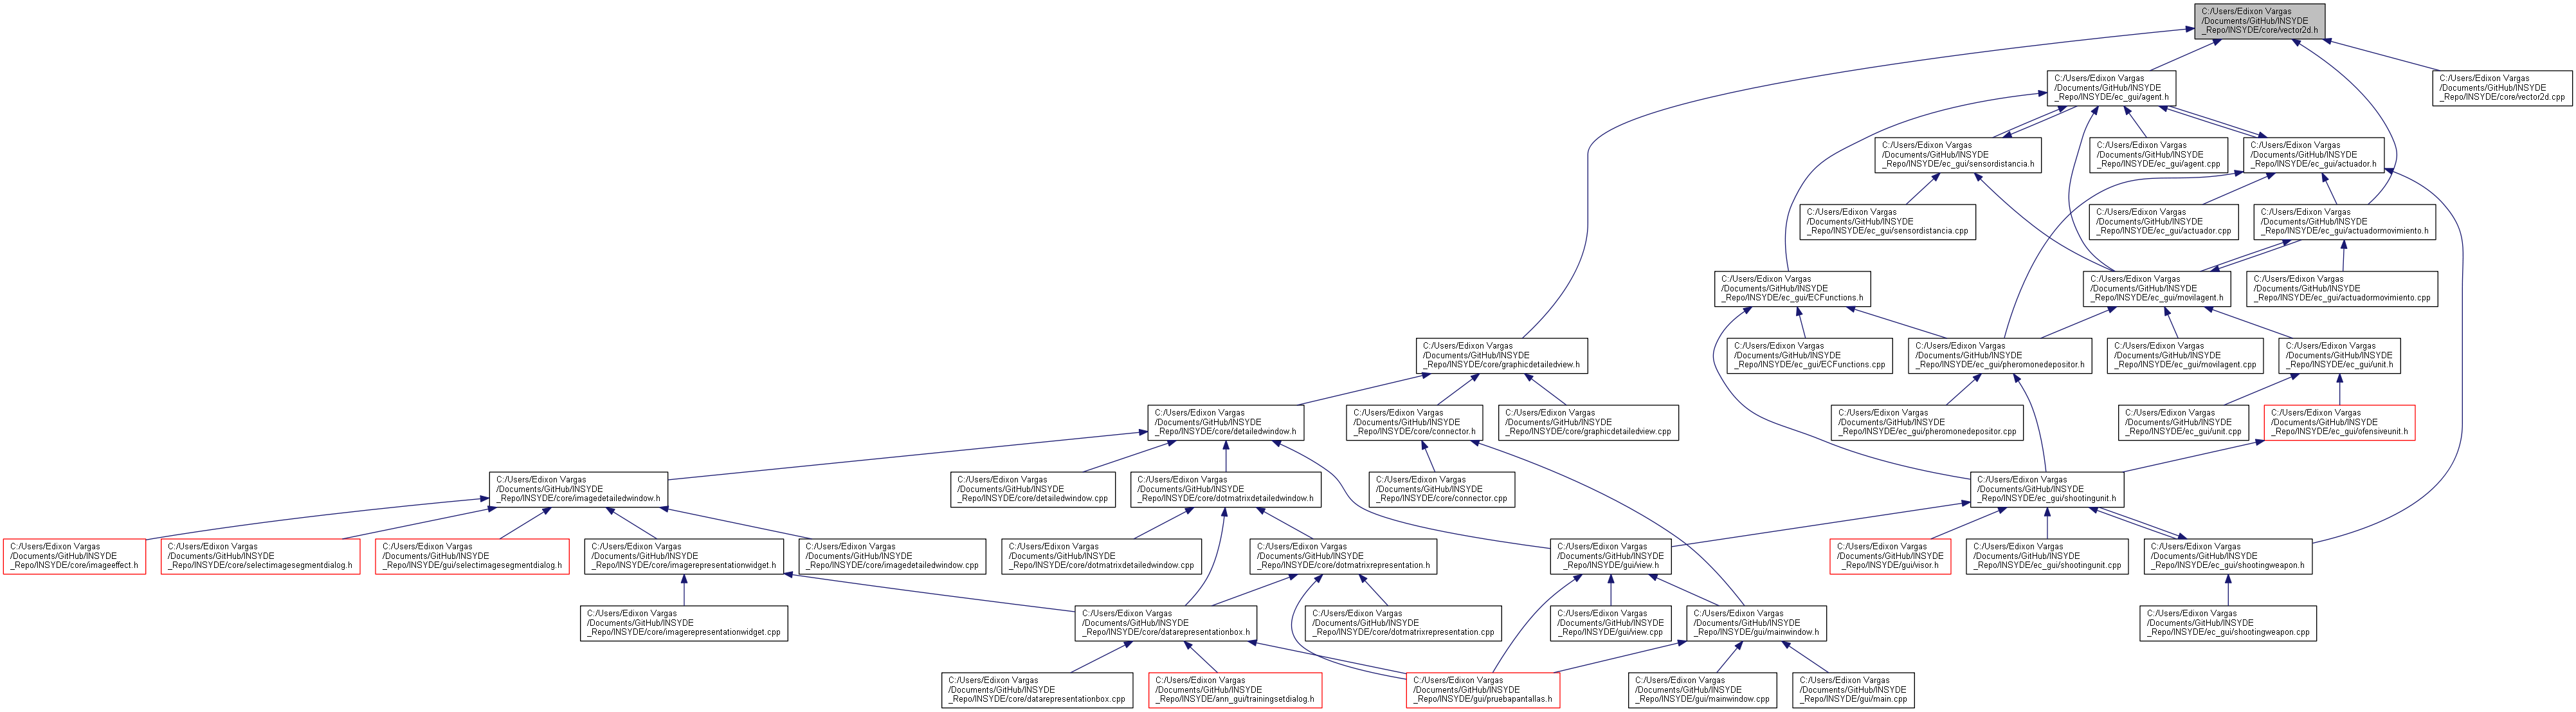 C:/Users/Edixon Vargas
/Documents/GitHub/INSYDE
_Repo/INSYDE/core/vector2d.h
C:/Users/Edixon Vargas
/Documents/GitHub/INSYDE
_Repo/INSYDE/ec_gui/agent.h
C:/Users/Edixon Vargas
/Documents/GitHub/INSYDE
_Repo/INSYDE/core/vector2d.cpp
C:/Users/Edixon Vargas
/Documents/GitHub/INSYDE
_Repo/INSYDE/ec_gui/sensordistancia.h
C:/Users/Edixon Vargas
/Documents/GitHub/INSYDE
_Repo/INSYDE/ec_gui/agent.cpp
C:/Users/Edixon Vargas
/Documents/GitHub/INSYDE
_Repo/INSYDE/ec_gui/actuador.h
C:/Users/Edixon Vargas
/Documents/GitHub/INSYDE
_Repo/INSYDE/ec_gui/sensordistancia.cpp
C:/Users/Edixon Vargas
/Documents/GitHub/INSYDE
_Repo/INSYDE/ec_gui/actuador.cpp
C:/Users/Edixon Vargas
/Documents/GitHub/INSYDE
_Repo/INSYDE/ec_gui/actuadormovimiento.h
C:/Users/Edixon Vargas
/Documents/GitHub/INSYDE
_Repo/INSYDE/ec_gui/ECFunctions.h
C:/Users/Edixon Vargas
/Documents/GitHub/INSYDE
_Repo/INSYDE/ec_gui/movilagent.h
C:/Users/Edixon Vargas
/Documents/GitHub/INSYDE
_Repo/INSYDE/ec_gui/actuadormovimiento.cpp
C:/Users/Edixon Vargas
/Documents/GitHub/INSYDE
_Repo/INSYDE/core/graphicdetailedview.h
C:/Users/Edixon Vargas
/Documents/GitHub/INSYDE
_Repo/INSYDE/ec_gui/ECFunctions.cpp
C:/Users/Edixon Vargas
/Documents/GitHub/INSYDE
_Repo/INSYDE/ec_gui/pheromonedepositor.h
C:/Users/Edixon Vargas
/Documents/GitHub/INSYDE
_Repo/INSYDE/ec_gui/movilagent.cpp
C:/Users/Edixon Vargas
/Documents/GitHub/INSYDE
_Repo/INSYDE/ec_gui/unit.h
C:/Users/Edixon Vargas
/Documents/GitHub/INSYDE
_Repo/INSYDE/core/detailedwindow.h
C:/Users/Edixon Vargas
/Documents/GitHub/INSYDE
_Repo/INSYDE/core/connector.h
C:/Users/Edixon Vargas
/Documents/GitHub/INSYDE
_Repo/INSYDE/core/graphicdetailedview.cpp
C:/Users/Edixon Vargas
/Documents/GitHub/INSYDE
_Repo/INSYDE/ec_gui/pheromonedepositor.cpp
C:/Users/Edixon Vargas
/Documents/GitHub/INSYDE
_Repo/INSYDE/ec_gui/unit.cpp
C:/Users/Edixon Vargas
/Documents/GitHub/INSYDE
_Repo/INSYDE/ec_gui/ofensiveunit.h
C:/Users/Edixon Vargas
/Documents/GitHub/INSYDE
_Repo/INSYDE/core/imagedetailedwindow.h
C:/Users/Edixon Vargas
/Documents/GitHub/INSYDE
_Repo/INSYDE/core/detailedwindow.cpp
C:/Users/Edixon Vargas
/Documents/GitHub/INSYDE
_Repo/INSYDE/core/dotmatrixdetailedwindow.h
C:/Users/Edixon Vargas
/Documents/GitHub/INSYDE
_Repo/INSYDE/core/connector.cpp
C:/Users/Edixon Vargas
/Documents/GitHub/INSYDE
_Repo/INSYDE/ec_gui/shootingunit.h
C:/Users/Edixon Vargas
/Documents/GitHub/INSYDE
_Repo/INSYDE/core/imageeffect.h
C:/Users/Edixon Vargas
/Documents/GitHub/INSYDE
_Repo/INSYDE/core/selectimagesegmentdialog.h
C:/Users/Edixon Vargas
/Documents/GitHub/INSYDE
_Repo/INSYDE/gui/selectimagesegmentdialog.h
C:/Users/Edixon Vargas
/Documents/GitHub/INSYDE
_Repo/INSYDE/core/imagerepresentationwidget.h
C:/Users/Edixon Vargas
/Documents/GitHub/INSYDE
_Repo/INSYDE/core/imagedetailedwindow.cpp
C:/Users/Edixon Vargas
/Documents/GitHub/INSYDE
_Repo/INSYDE/core/dotmatrixdetailedwindow.cpp
C:/Users/Edixon Vargas
/Documents/GitHub/INSYDE
_Repo/INSYDE/core/dotmatrixrepresentation.h
C:/Users/Edixon Vargas
/Documents/GitHub/INSYDE
_Repo/INSYDE/gui/view.h
C:/Users/Edixon Vargas
/Documents/GitHub/INSYDE
_Repo/INSYDE/gui/visor.h
C:/Users/Edixon Vargas
/Documents/GitHub/INSYDE
_Repo/INSYDE/ec_gui/shootingunit.cpp
C:/Users/Edixon Vargas
/Documents/GitHub/INSYDE
_Repo/INSYDE/ec_gui/shootingweapon.h
C:/Users/Edixon Vargas
/Documents/GitHub/INSYDE
_Repo/INSYDE/core/imagerepresentationwidget.cpp
C:/Users/Edixon Vargas
/Documents/GitHub/INSYDE
_Repo/INSYDE/core/datarepresentationbox.h
C:/Users/Edixon Vargas
/Documents/GitHub/INSYDE
_Repo/INSYDE/core/dotmatrixrepresentation.cpp
C:/Users/Edixon Vargas
/Documents/GitHub/INSYDE
_Repo/INSYDE/gui/view.cpp
C:/Users/Edixon Vargas
/Documents/GitHub/INSYDE
_Repo/INSYDE/gui/mainwindow.h
C:/Users/Edixon Vargas
/Documents/GitHub/INSYDE
_Repo/INSYDE/ec_gui/shootingweapon.cpp
C:/Users/Edixon Vargas
/Documents/GitHub/INSYDE
_Repo/INSYDE/core/datarepresentationbox.cpp
C:/Users/Edixon Vargas
/Documents/GitHub/INSYDE
_Repo/INSYDE/ann_gui/trainingsetdialog.h
C:/Users/Edixon Vargas
/Documents/GitHub/INSYDE
_Repo/INSYDE/gui/pruebapantallas.h
C:/Users/Edixon Vargas
/Documents/GitHub/INSYDE
_Repo/INSYDE/gui/mainwindow.cpp
C:/Users/Edixon Vargas
/Documents/GitHub/INSYDE
_Repo/INSYDE/gui/main.cpp